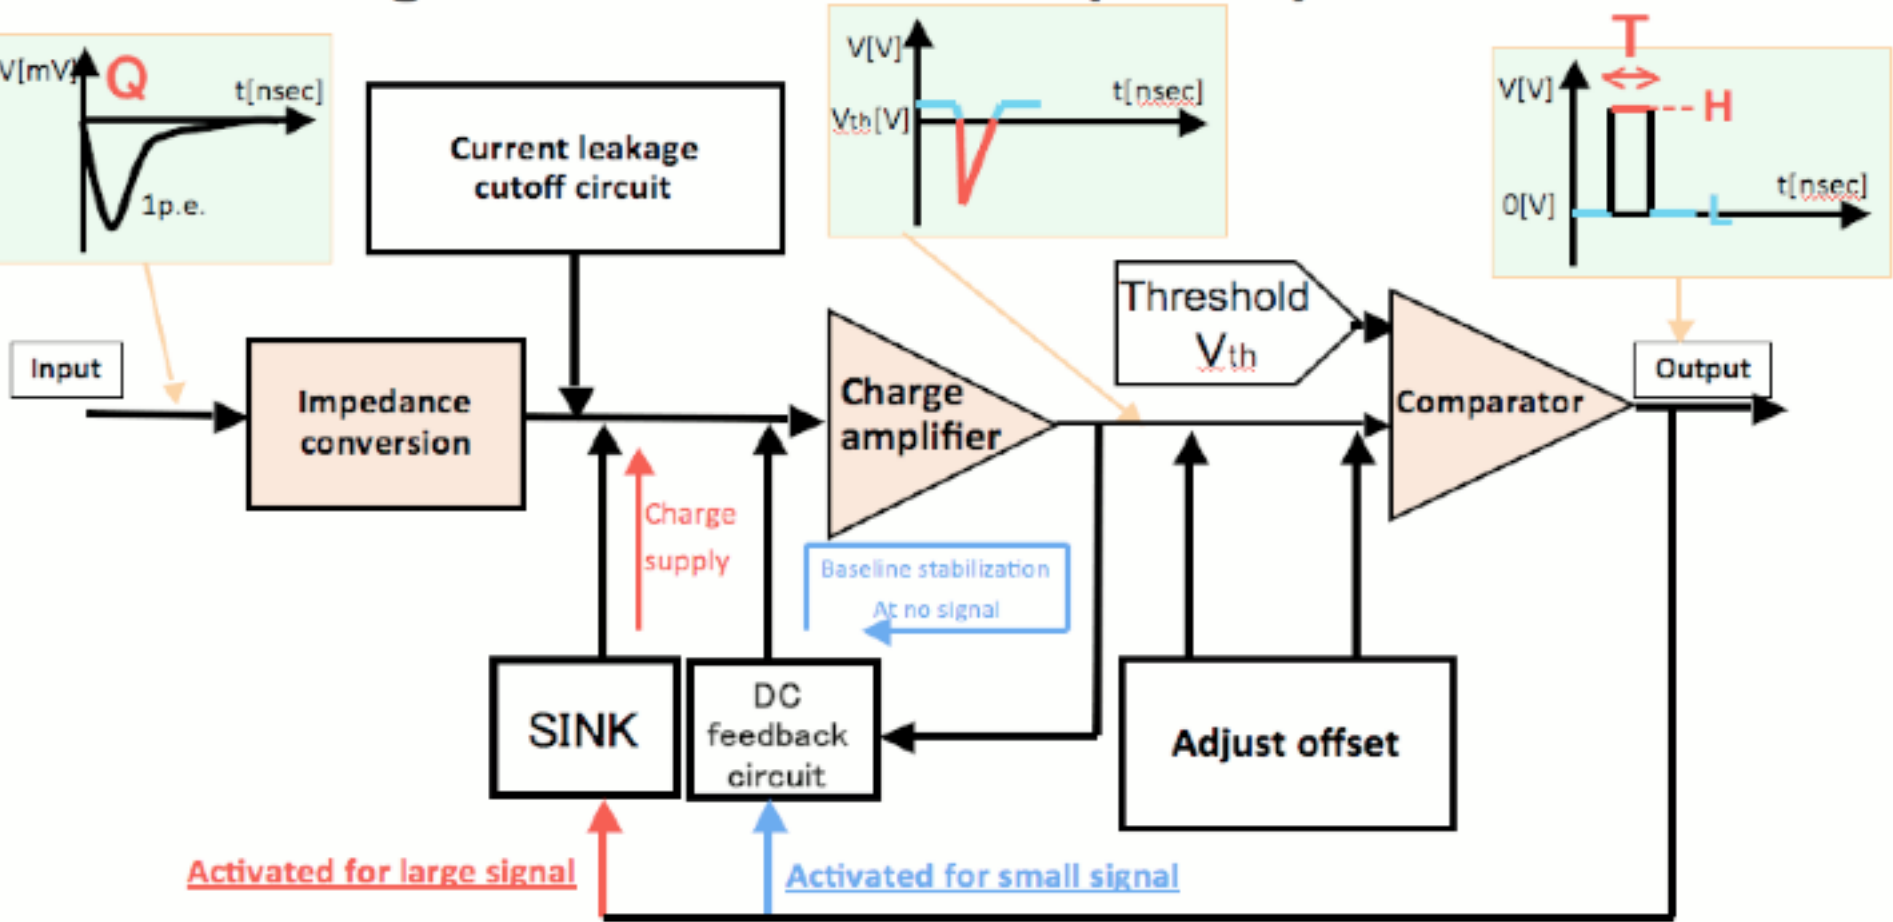 V[mV]
Q
t[nsec]
1p.e.
Current leakage
cutoff circuit
V[V]
t[nsec]
Vth[V]
T
V[V]
H
t[nsec]
0[V]
L
Input
Impedance
conversion
Charge
amplifier
Threshold
Vth
Comparator
Output
Charge
supply
Baseline stabilization
At no signal
SINK
DC
feedback
circuit
Adjust offset
Activated for large signal
Activated for small signal